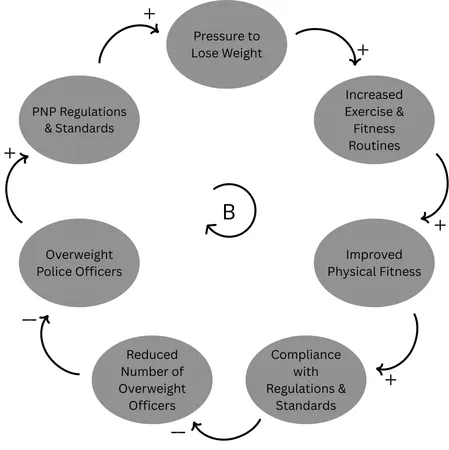 +
Pressure to
Lose Weight
+
Increased
Exercise &
Fitness
Routines
+
Improved
Physical Fitness
+
Compliance
with
Regulations &
Standards
–
Reduced
Number of
Overweight
Officers
–
Overweight
Police Officers
+
PNP Regulations
& Standards
B